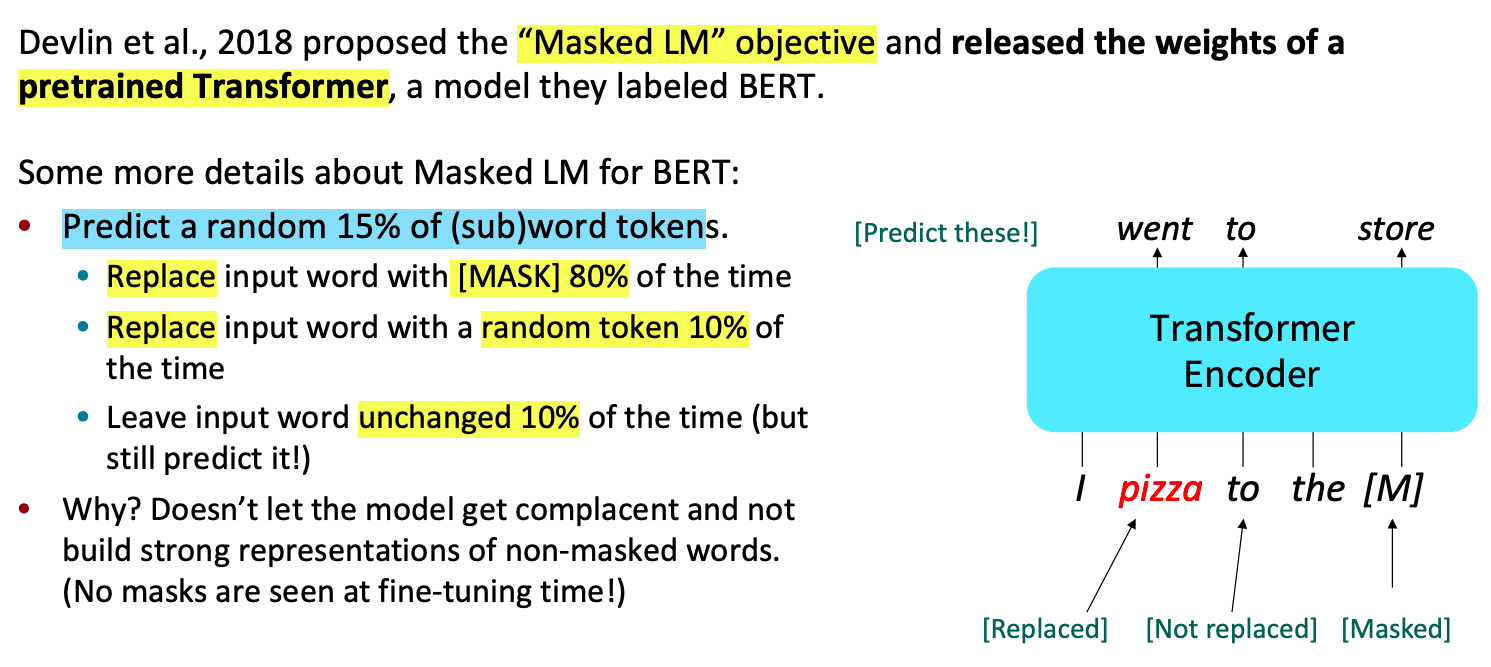 Devlin et al., 2018 proposed the “Masked LM” objective and released the weights of a
pretrained Transformer, a model they labeled BERT.
Some more details about Masked LM for BERT:
• Predict a random 15% of (sub)word tokens.
• Replace input word with [MASK] 80% of the time
• Replace input word with a random token 10% of
the time
• Leave input word unchanged 10% of the time (but
still predict it!)
• Why? Doesn’t let the model get complacent and not
build strong representations of non-masked words.
(No masks are seen at fine-tuning time!)
[Predict these!] went to store
Transformer
Encoder
I pizza to the [M]
[Replaced] [Not replaced] [Masked]